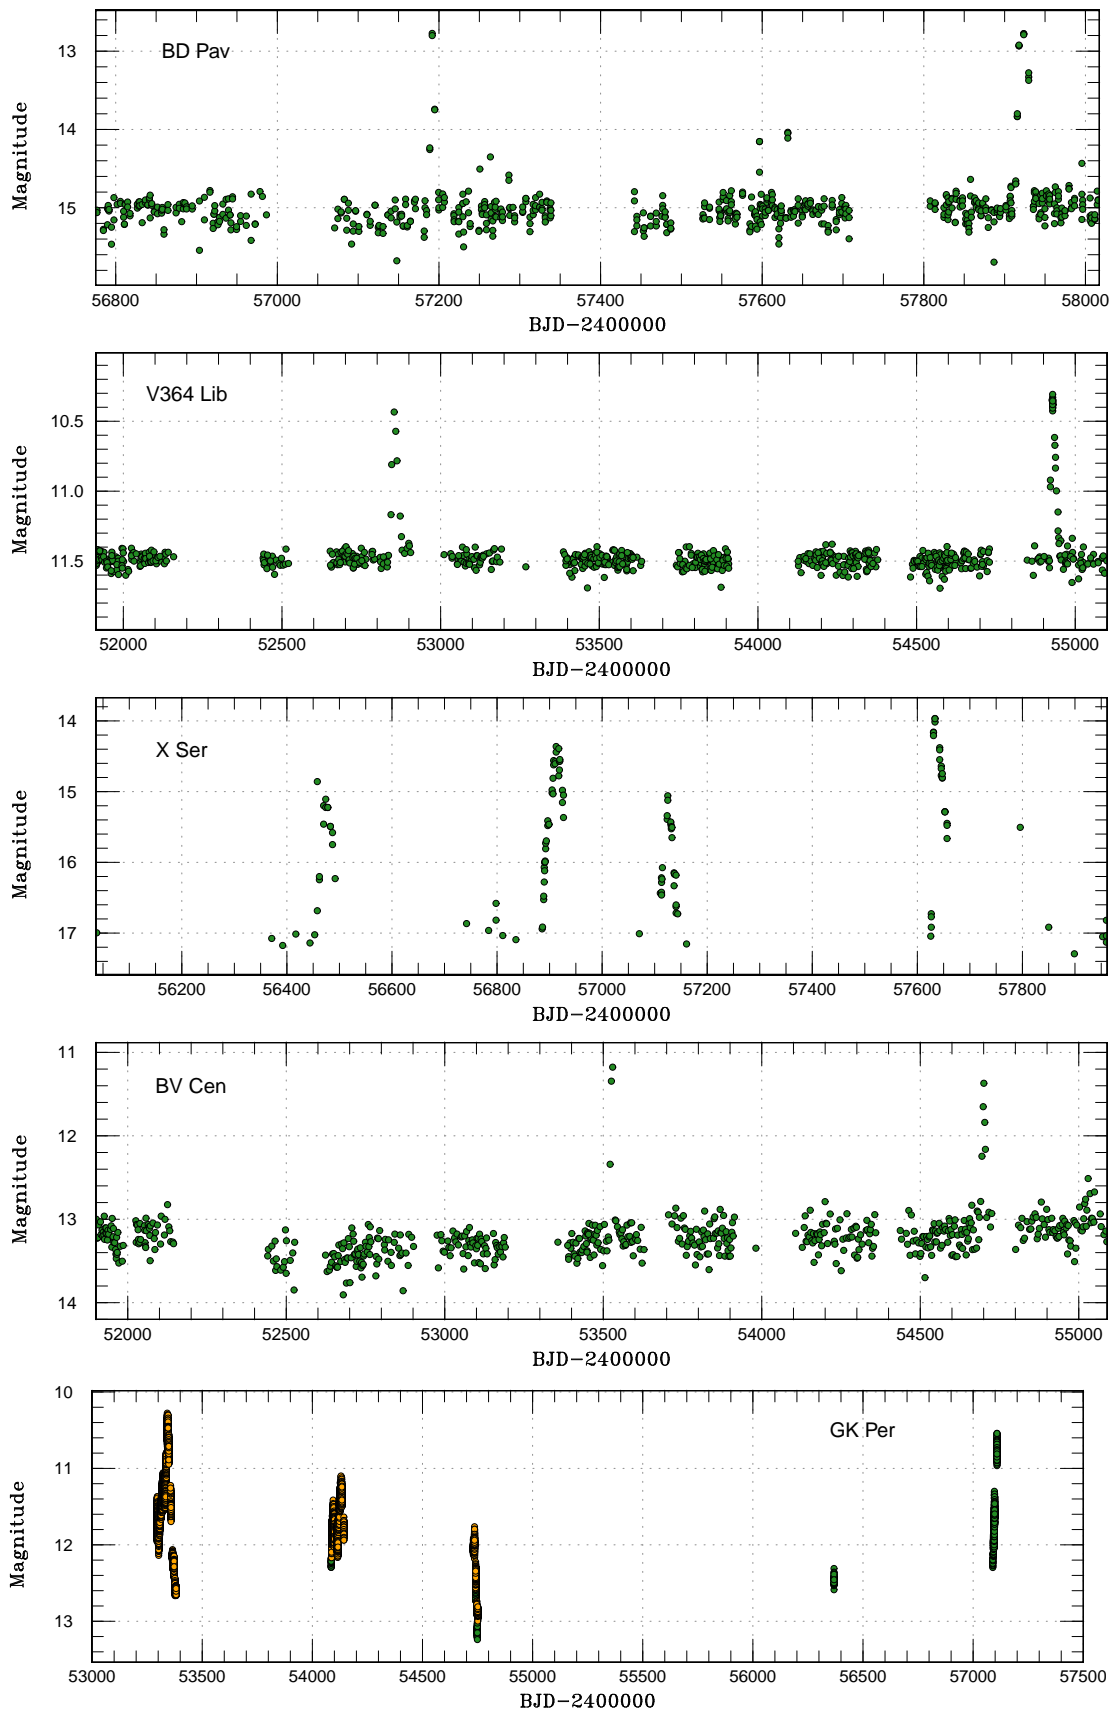 BD Pav
13
14
15
Magnitude
56800 57000 57200 57400 57600 57800 58000
BJD−2400000
V364 Lib
10.5
11.0
11.5
Magnitude
52000 52500 53000 53500 54000 54500 55000
BJD−2400000
14
X Ser
15
16
17
Magnitude
56200 56400 56600 56800 57000 57200 57400 57600 57800
BJD−2400000
11
BV Cen
12
13
14
Magnitude
52000 52500 53000 53500 54000 54500 55000
BJD−2400000
10
GK Per
11
12
13
Magnitude
53000 53500 54000 54500 55000 55500 56000 56500 57000 57500
BJD−2400000